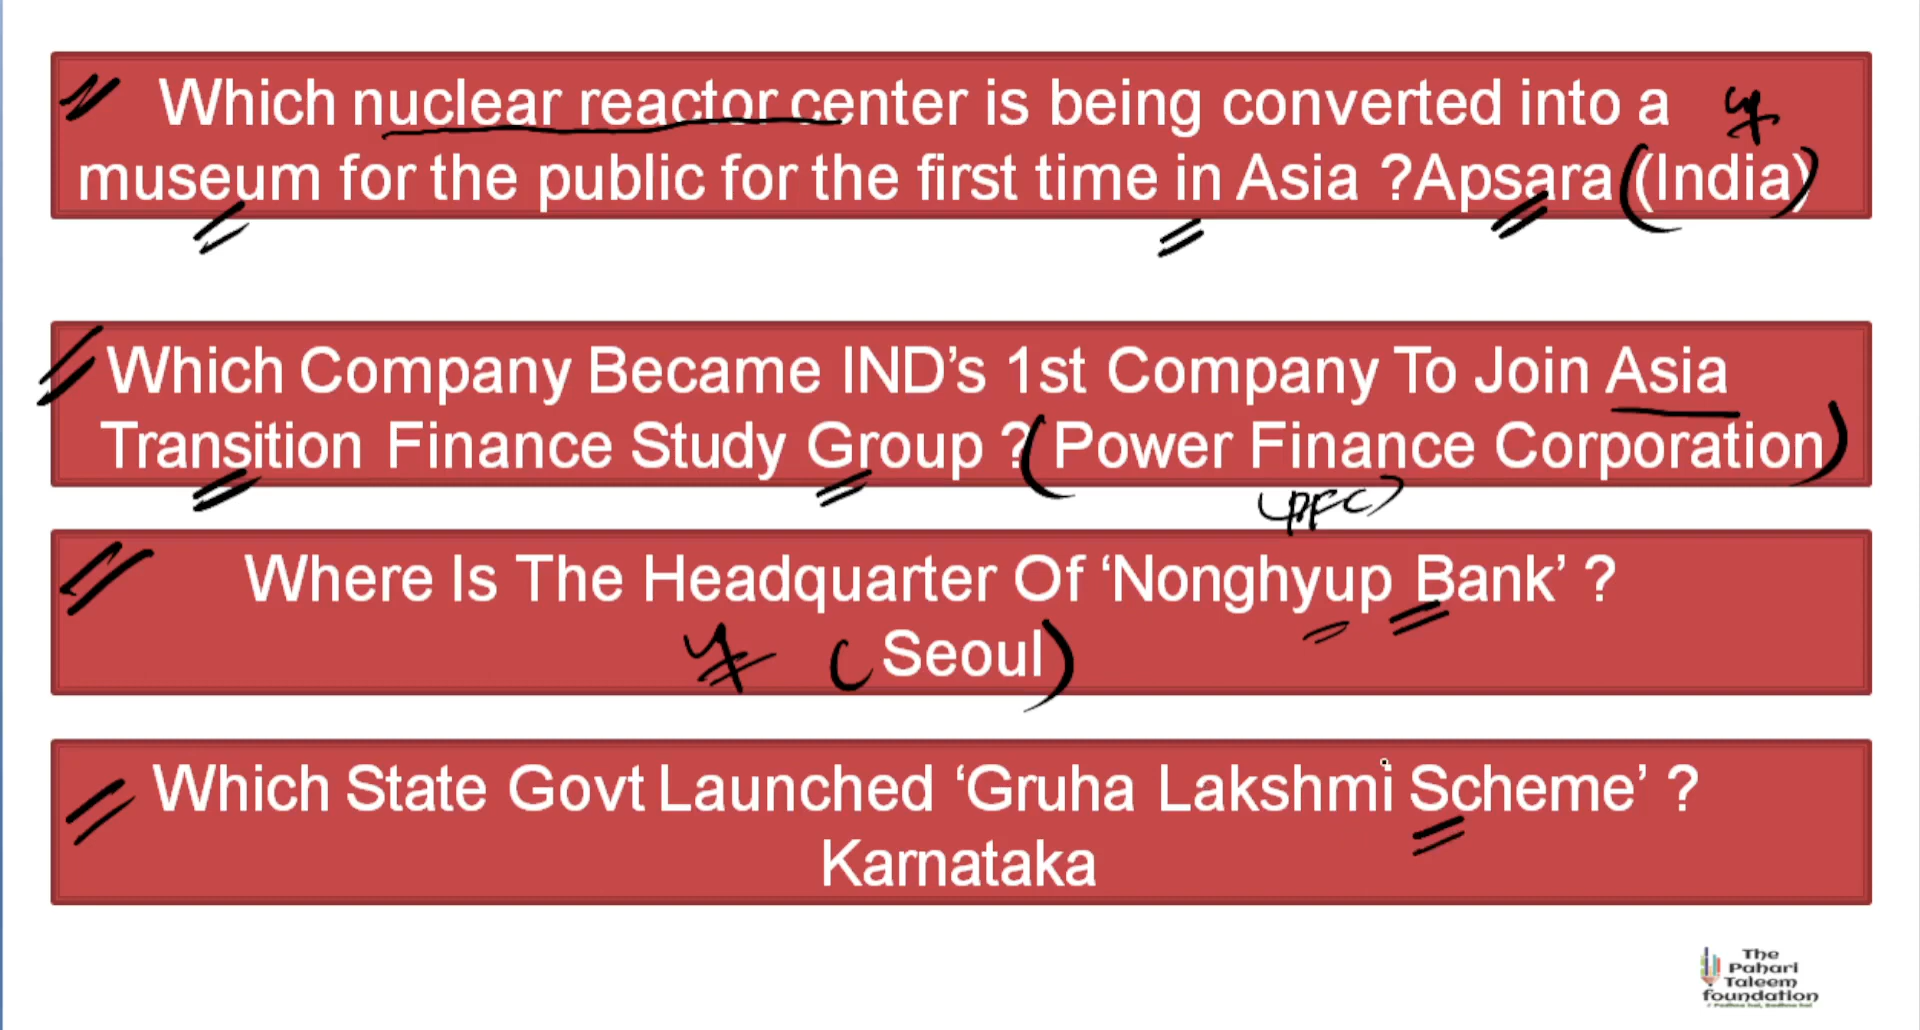 Which nuclear reactor center is being converted into a
museum for the public for the first time in Asia ?Apsara (India)
Which Company Became IND’s 1st Company To Join Asia
Transition Finance Study Group ? Power Finance Corporation
(PFC)
Where Is The Headquarter Of ‘Nonghyup Bank’ ?
( Seoul)
Which State Govt Launched ‘Gruha Lakshmi Scheme’ ?
Karnataka
The
Pahari
Taleem
foundation